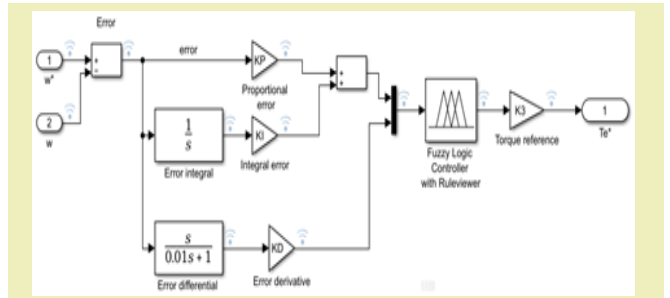 Error
1
w*
+
−
error
KP
Proportional
error
+
+
2
w
1
s
Error integral
KI
Integral error
Fuzzy Logic
Controller
with Ruleviewer
K3
Torque reference
1
Te*
s
0.01s + 1
Error differential
KD
Error derivative